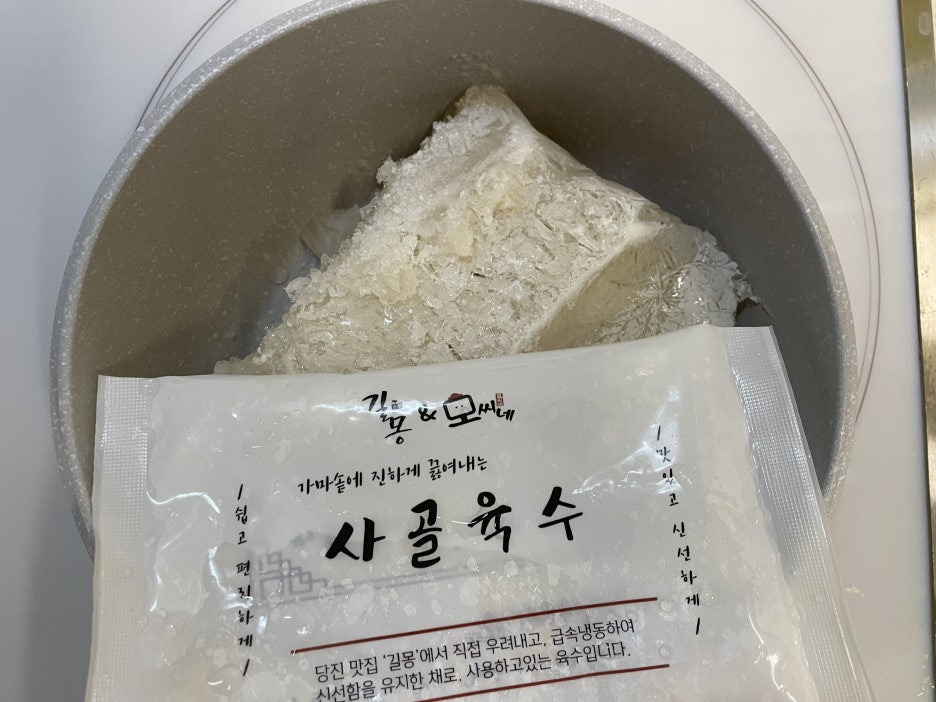 길몽 & 모씨네
가마솥에 진하게 끓여내는
사골육수
/ 쉽고 편리하게 /
/ 맛있고 신선하게 /
당진 맛집 '길몽'에서 직접 우려내고, 급속냉동하여
신선함을 유지한 채로, 사용하고있는 육수입니다.